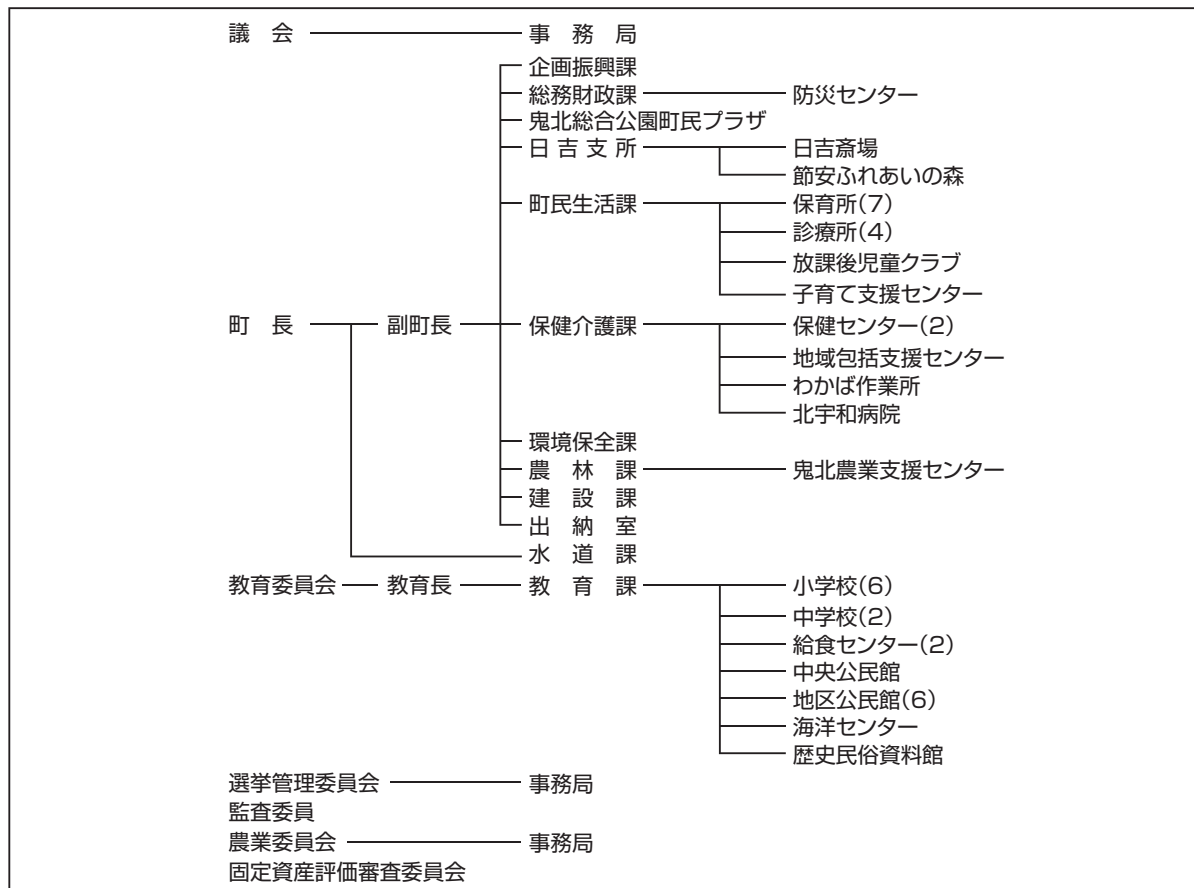 議　会　事　務　局
企画振興課
総務財政課　防災センター
鬼北総合公園町民プラザ
日 吉 支 所　日吉斎場
節安ふれあいの森
町民生活課　保育所(7)
診療所(4)
放課後児童クラブ
子育て支援センター
町　長　副町長　保健介護課　保健センター(2)
地域包括支援センター
わかば作業所
北宇和病院
環境保全課
農　林　課　鬼北農業支援センター
建　設　課
出　納　室
水　道　課
教育委員会　教育長　教　育　課　小学校(6)
中学校(2)
給食センター(2)
中央公民館
地区公民館(6)
海洋センター
歴史民俗資料館
選挙管理委員会　事務局
監査委員
農業委員会　事務局
固定資産評価審査委員会